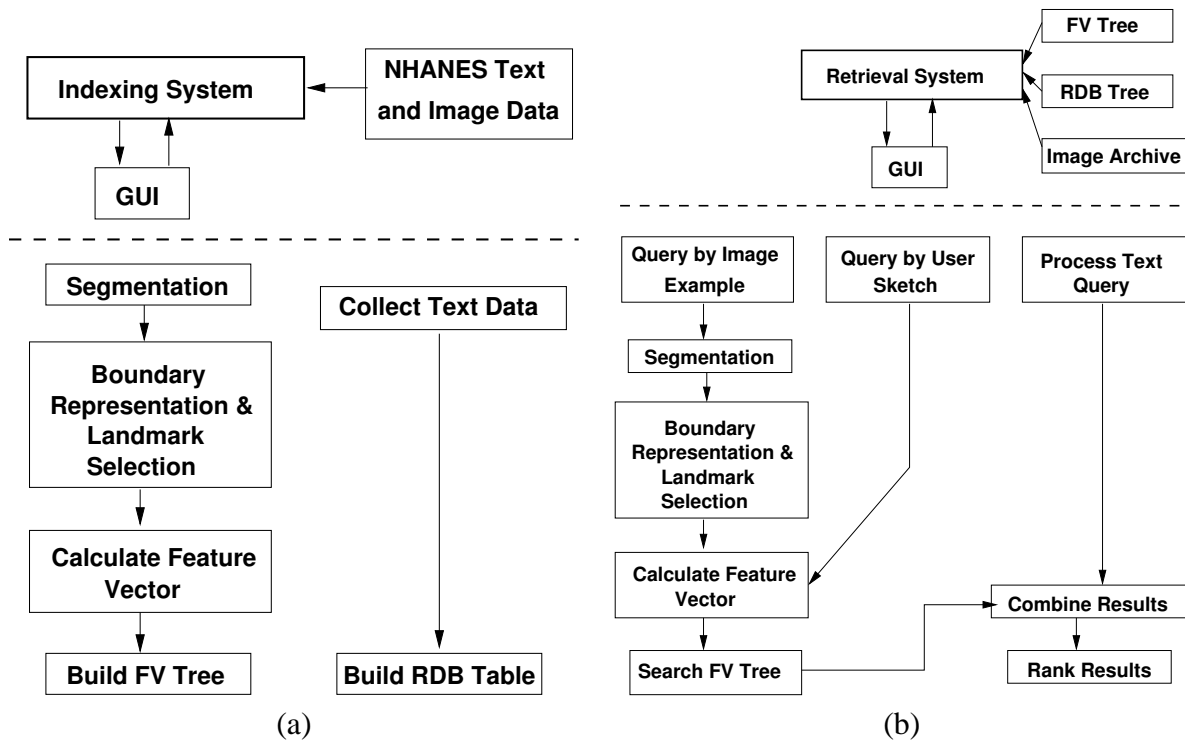 Indexing System
NHANES Text
and Image Data
GUI
Segmentation
Boundary
Representation &
Landmark
Selection
Calculate Feature
Vector
Build FV Tree
Collect Text Data
Build RDB Table
(a)
Retrieval System
FV Tree
RDB Tree
Image Archive
GUI
Query by Image
Example
Segmentation
Boundary
Representation &
Landmark
Selection
Calculate Feature
Vector
Search FV Tree
Query by User
Sketch
Process Text
Query
Combine Results
Rank Results
(b)